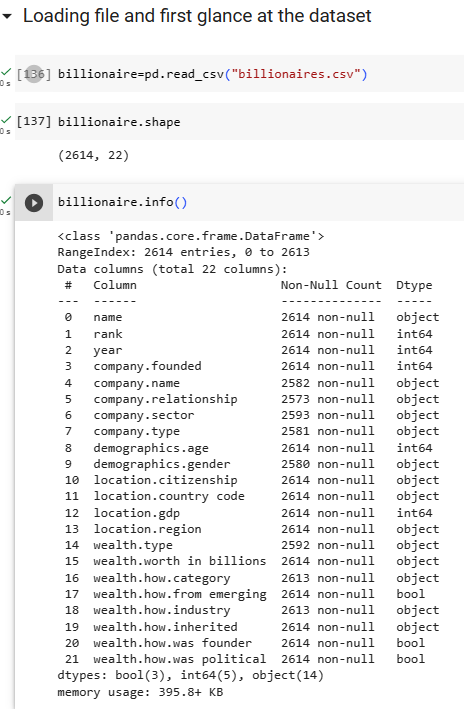 Loading file and first glance at the dataset
[136] billionaire=pd.read_csv("billionaires.csv")
0s
[137] billionaire.shape
0s
(2614, 22)
billionaire.info()
0s
<class 'pandas.core.frame.DataFrame'>
RangeIndex: 2614 entries, 0 to 2613
Data columns (total 22 columns):
 #   Column                   Non-Null Count  Dtype
---  ------                   --------------  -----
 0   name                     2614 non-null   object
 1   rank                     2614 non-null   int64
 2   year                     2614 non-null   int64
 3   company.founded          2614 non-null   int64
 4   company.name             2582 non-null   object
 5   company.relationship     2573 non-null   object
 6   company.sector           2593 non-null   object
 7   company.type             2581 non-null   object
 8   demographics.age         2614 non-null   int64
 9   demographics.gender      2580 non-null   object
 10  location.citizenship     2614 non-null   object
 11  location.country code    2614 non-null   object
 12  location.gdp             2614 non-null   int64
 13  location.region          2614 non-null   object
 14  wealth.type              2592 non-null   object
 15  wealth.worth in billions 2614 non-null   object
 16  wealth.how.category      2613 non-null   object
 17  wealth.how.from emerging 2614 non-null   bool
 18  wealth.how.industry      2613 non-null   object
 19  wealth.how.inherited     2614 non-null   object
 20  wealth.how.was founder   2614 non-null   bool
 21  wealth.how.was political 2614 non-null   bool
dtypes: bool(3), int64(5), object(14)
memory usage: 395.8+ KB